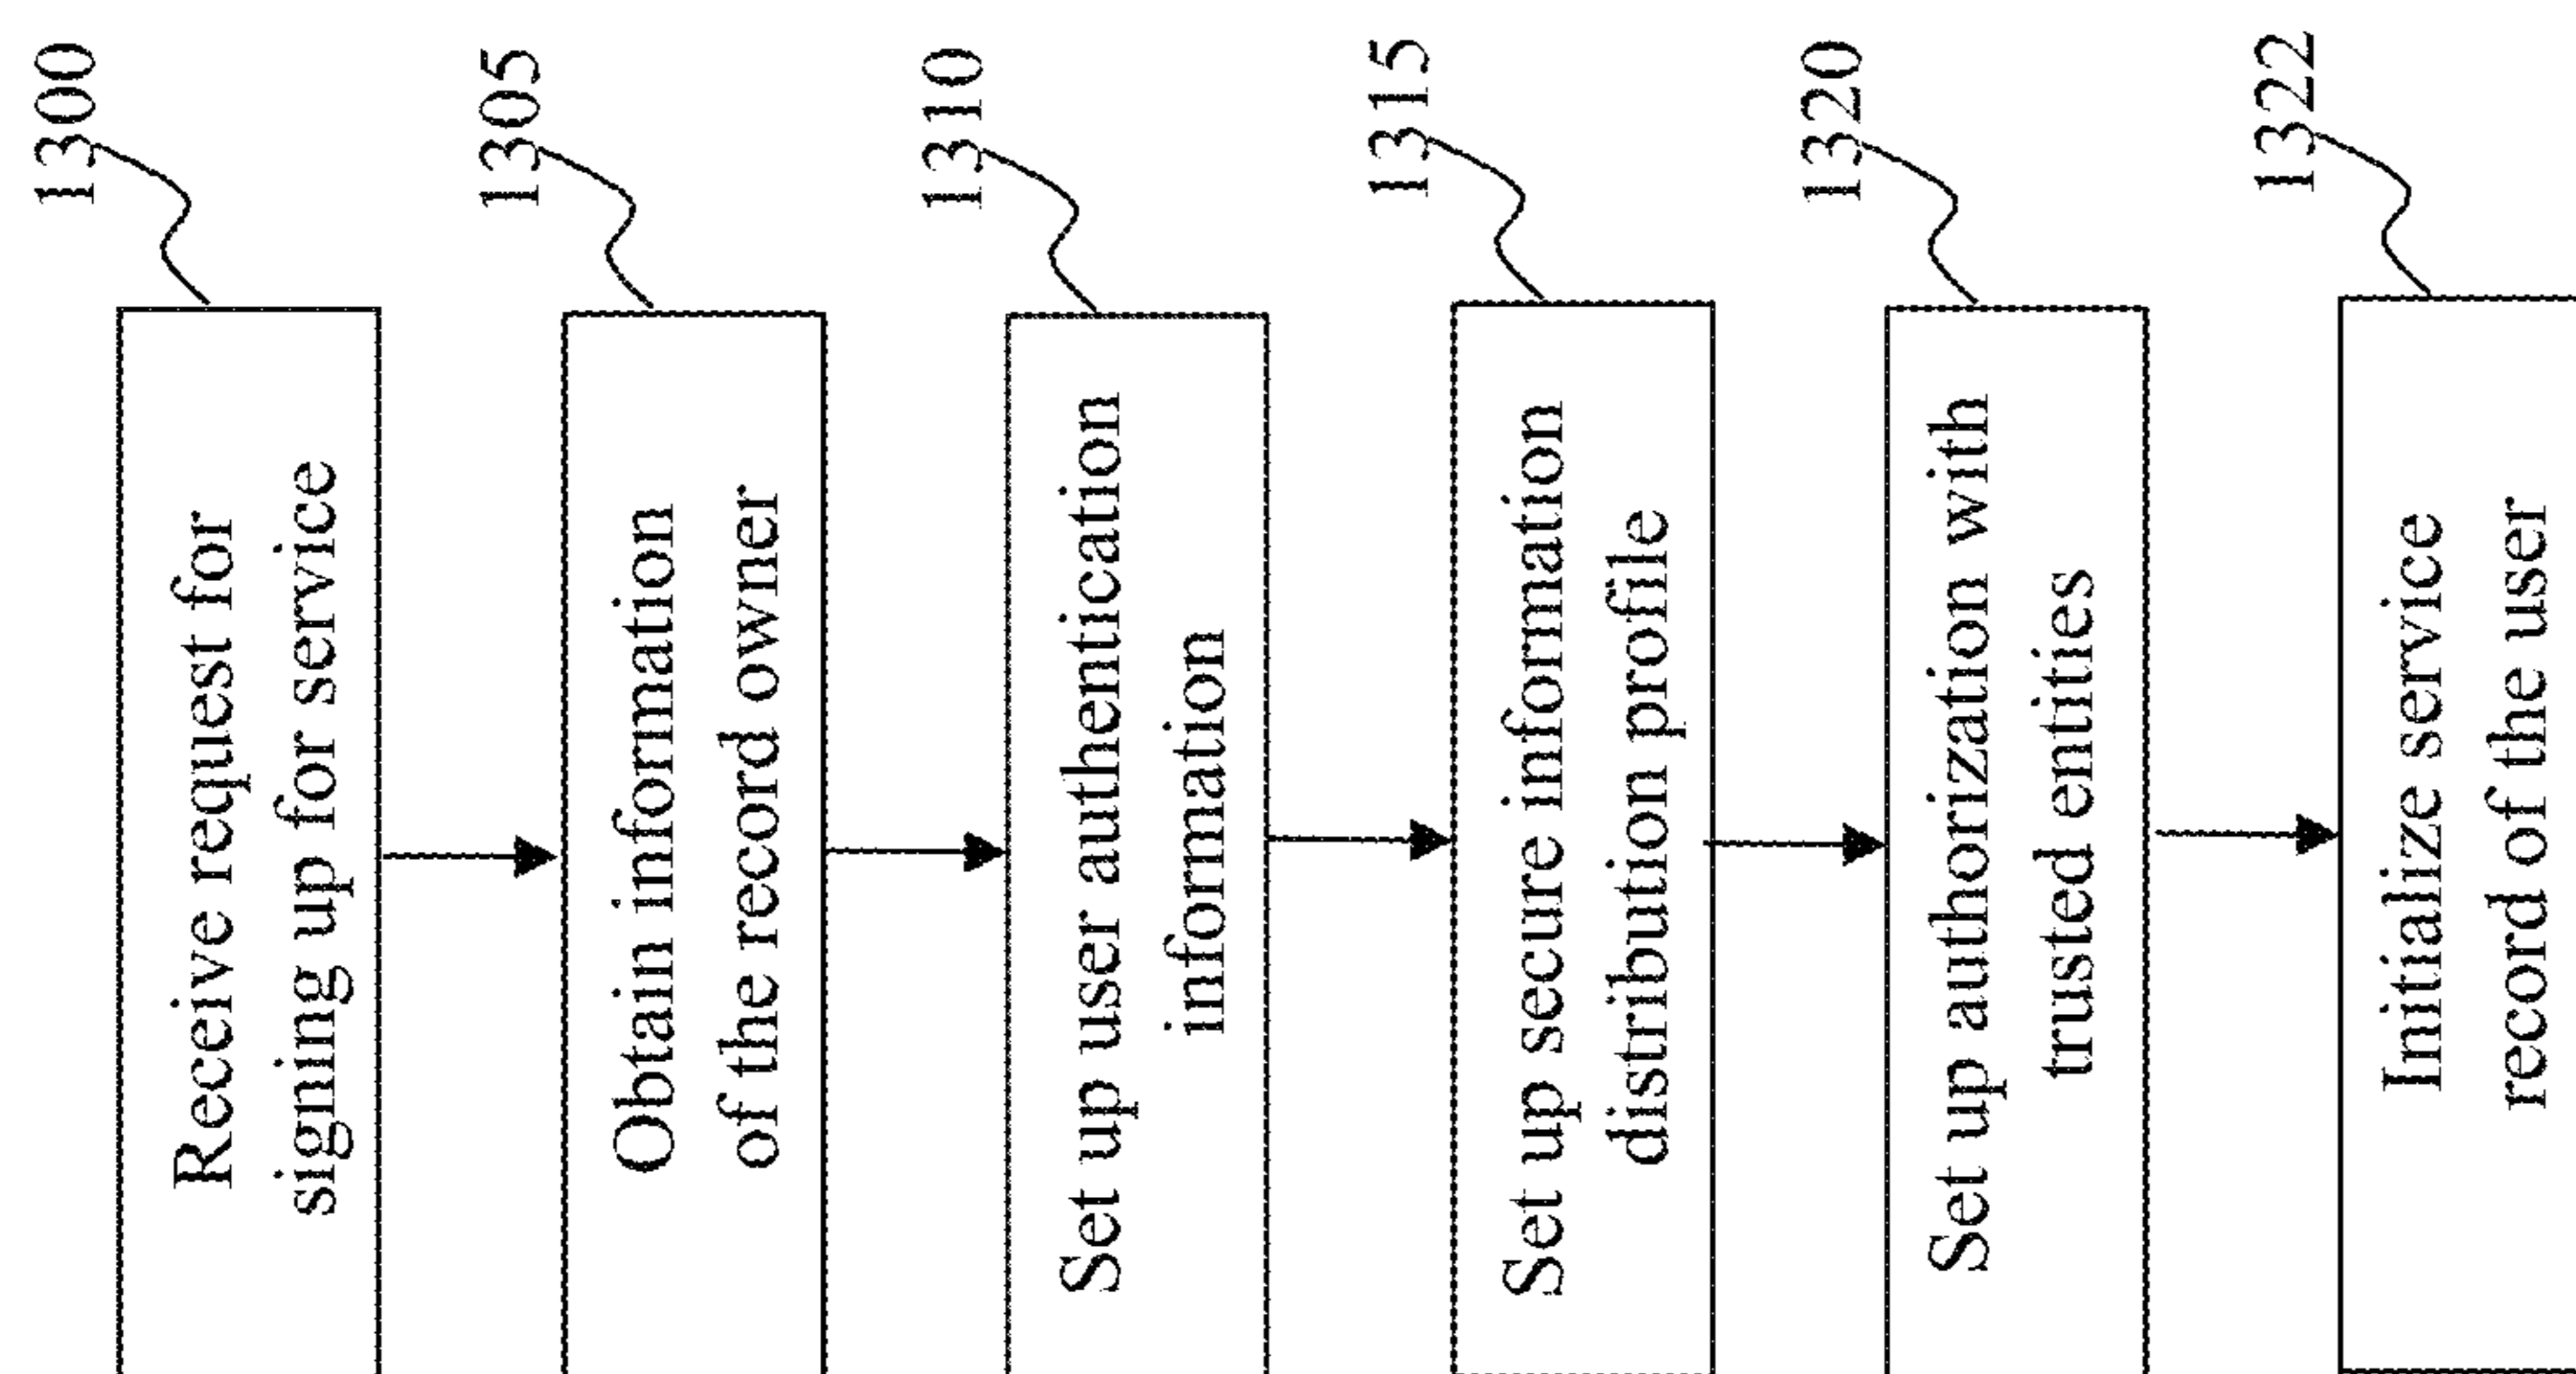 1300
Receive request for
signing up for service
1305
Obtain information
of the record owner
1310
Set up user authentication
information
1315
Set up secure information
distribution profile
1320
Set up authorization with
trusted entities
1322
Initialize service
record of the user